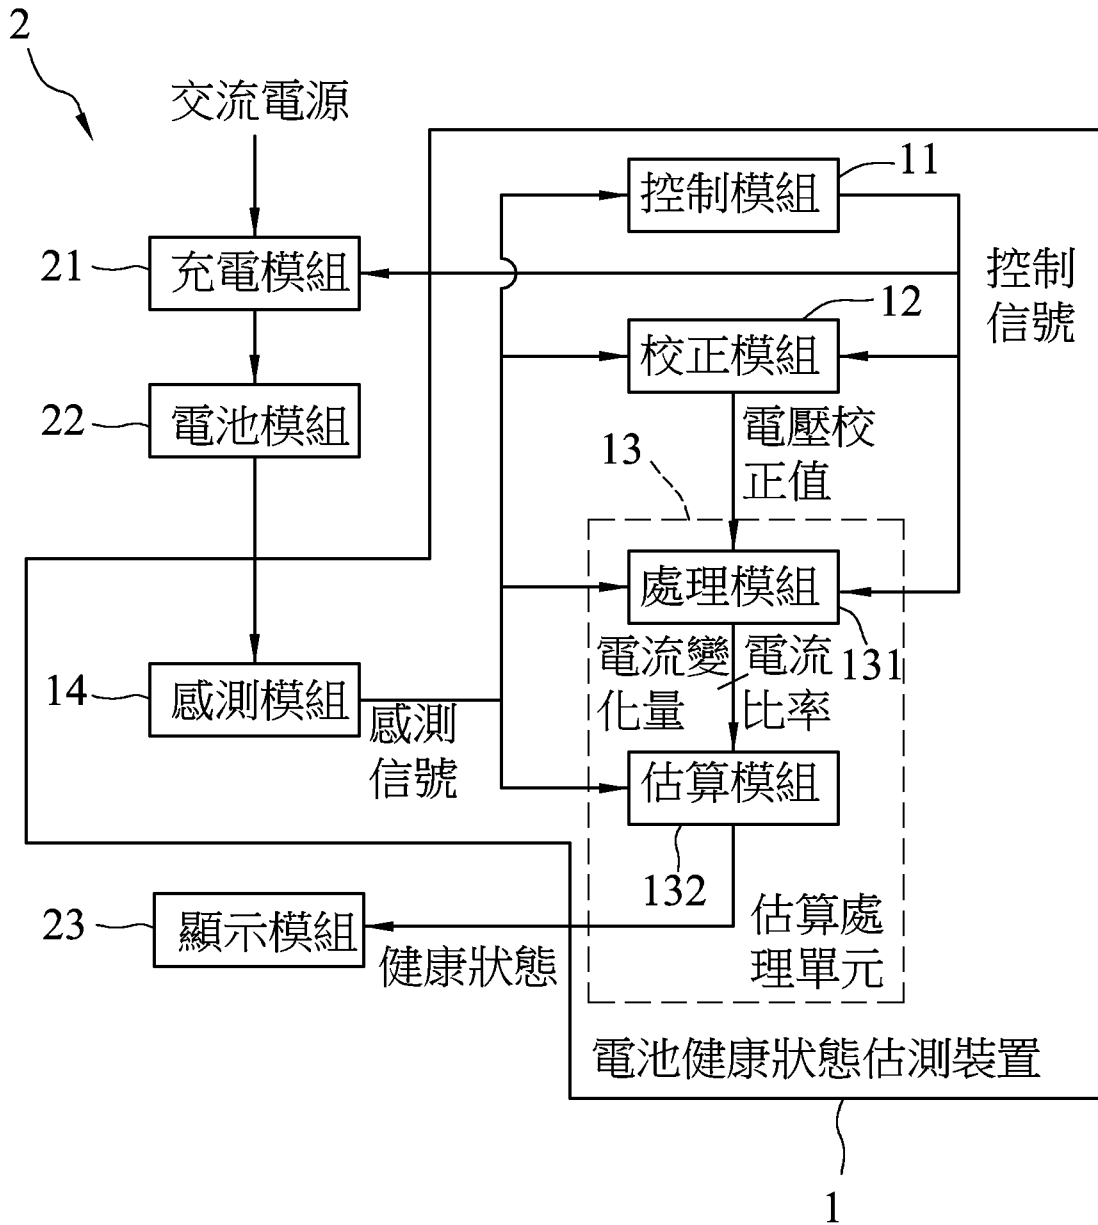 2
交流電源
11
控制模組
21
充電模組
控制
信號
12
校正模組
22
電池模組
電壓校
正值
13
處理模組
131
電流變
化量
電流
比率
14
感測模組
感測
信號
估算模組
132
23
顯示模組
健康狀態
估算處
理單元
電池健康狀態估測裝置
1